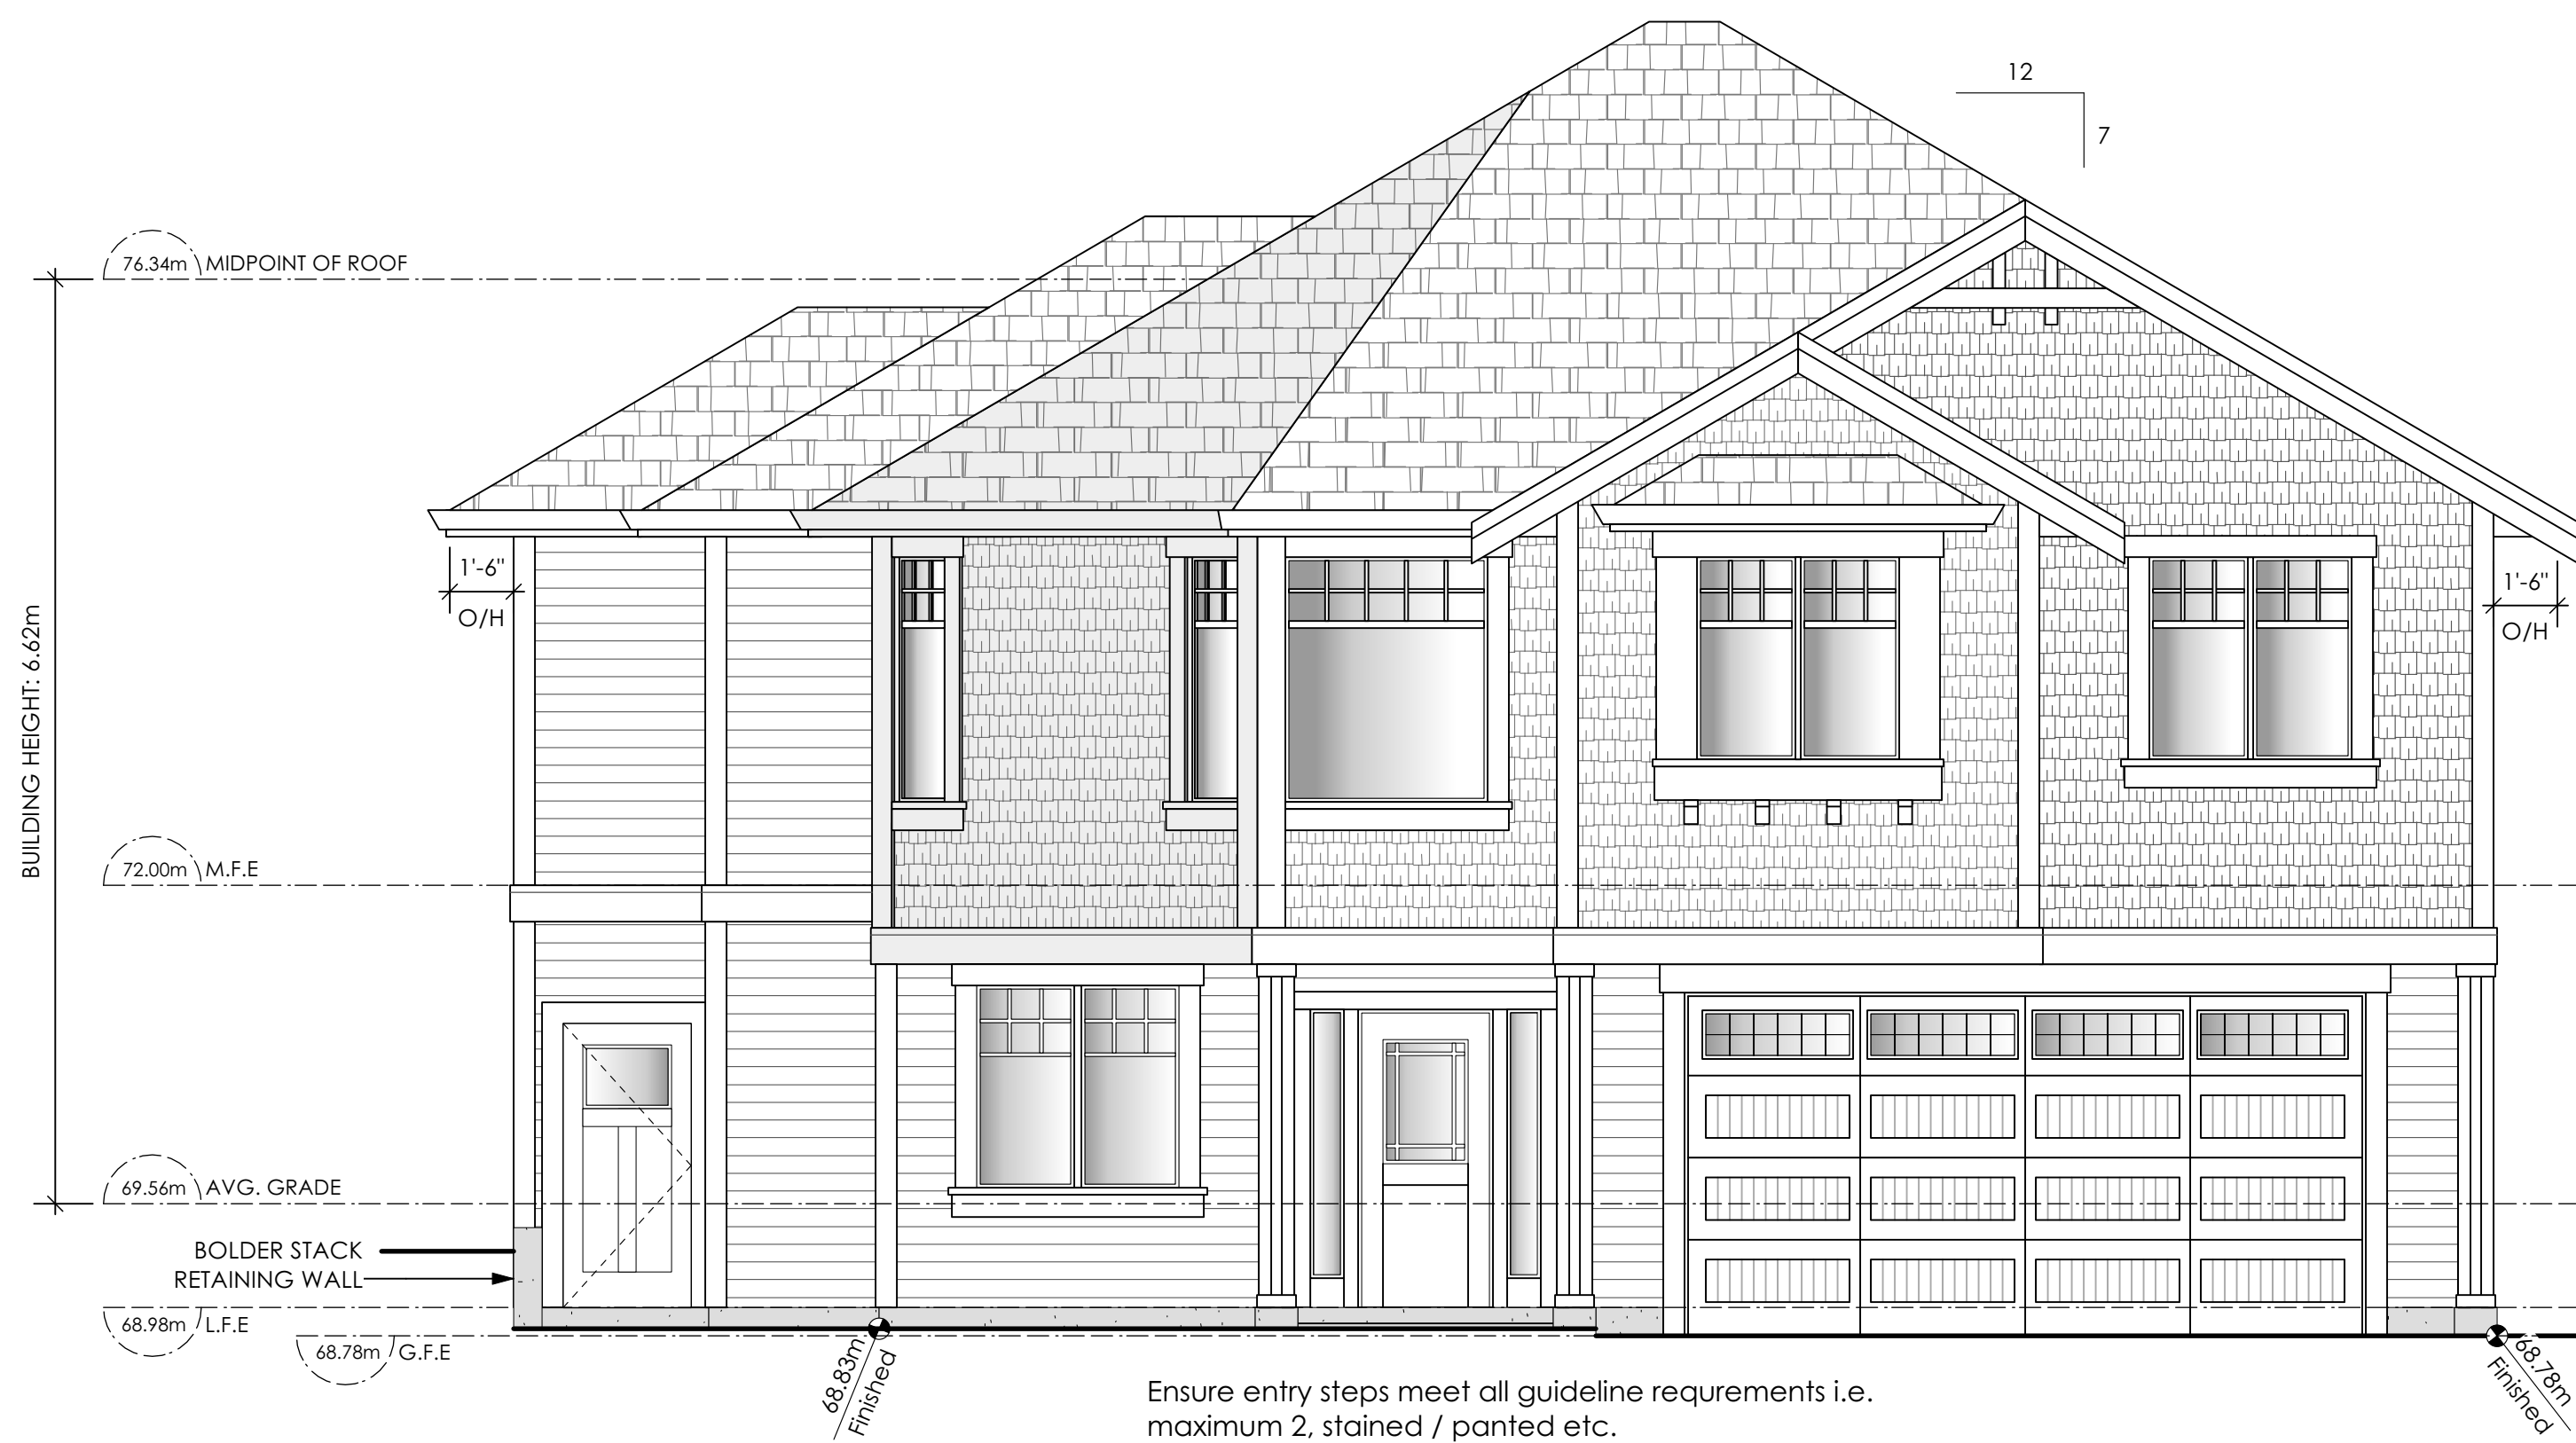 12
7
76.34m MIDPOINT OF ROOF
1'-6"
O/H
1'-6"
O/H
BUILDING HEIGHT: 6.62m
72.00m M.F.E
69.56m AVG. GRADE
BOLDER STACK
RETAINING WALL
68.98m L.F.E
68.78m G.F.E
68.83m
Finished
68.78m
Finished
Ensure entry steps meet all guideline requrements i.e.
maximum 2, stained / panted etc.